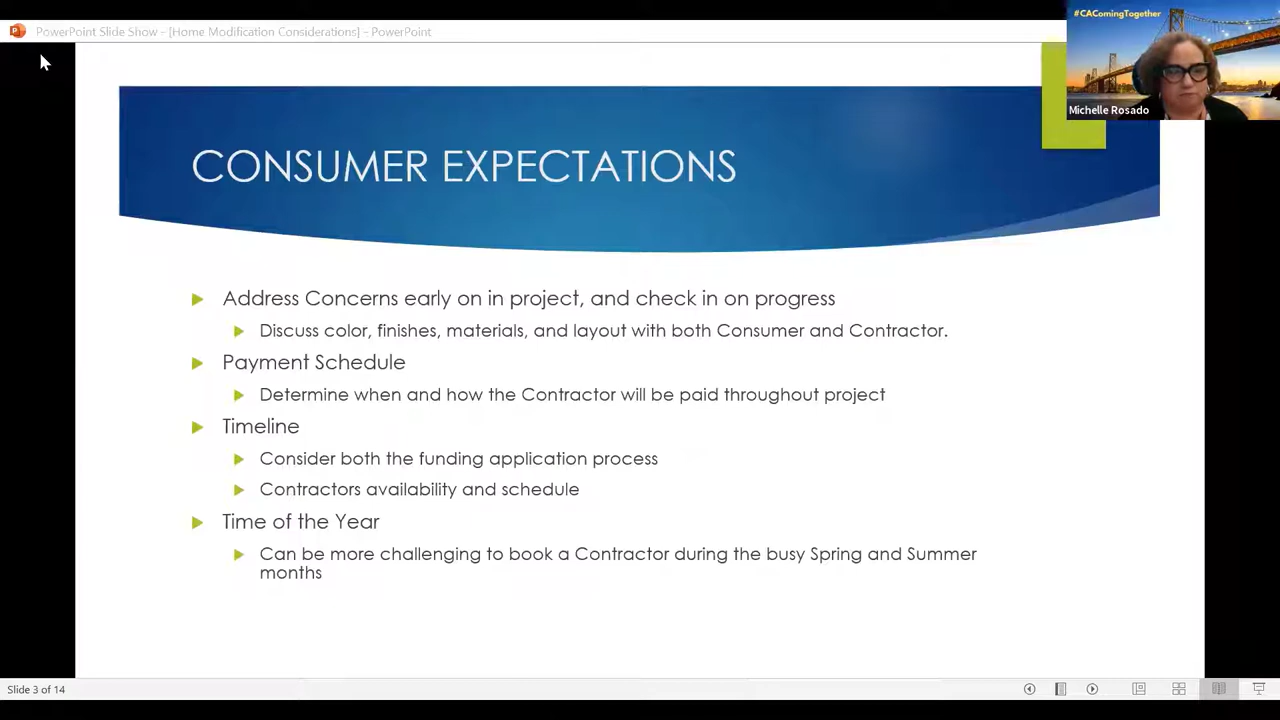 PowerPoint Slide Show - [Home Modification Considerations] - PowerPoint
#CAComingTogether
Michelle Rosado
CONSUMER EXPECTATIONS
Address Concerns early on in project, and check in on progress
Discuss color, finishes, materials, and layout with both Consumer and Contractor.
Payment Schedule
Determine when and how the Contractor will be paid throughout project
Timeline
Consider both the funding application process
Contractors availability and schedule
Time of the Year
Can be more challenging to book a Contractor during the busy Spring and Summer
months
Slide 3 of 14